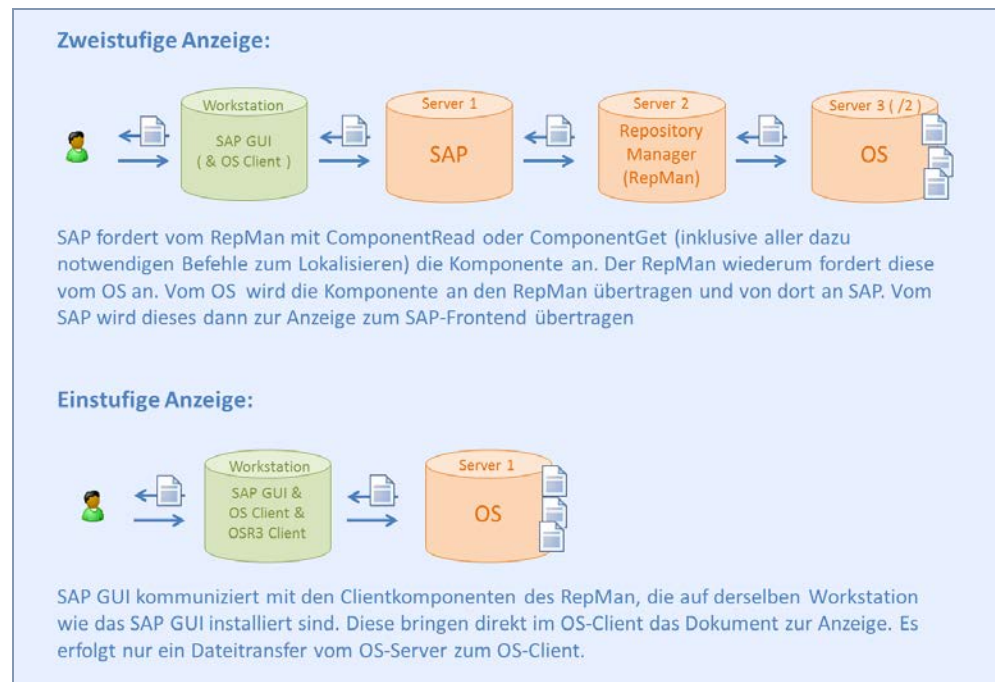 Zweistufige Anzeige:
Workstation
SAP GUI
( & OS Client )
Server 1
SAP
Server 2
Repository
Manager
(RepMan)
Server 3 ( /2 )
OS
SAP fordert vom RepMan mit ComponentRead oder ComponentGet (inklusive aller dazu
notwendigen Befehle zum Lokalisieren) die Komponente an. Der RepMan wiederum fordert diese
vom OS an. Vom OS wird die Komponente an den RepMan übertragen und von dort an SAP. Vom
SAP wird dieses dann zur Anzeige zum SAP-Frontend übertragen
Einstufige Anzeige:
Workstation
SAP GUI &
OS Client &
OSR3 Client
Server 1
OS
SAP GUI kommuniziert mit den Clientkomponenten des RepMan, die auf derselben Workstation
wie das SAP GUI installiert sind. Diese bringen direkt im OS-Client das Dokument zur Anzeige. Es
erfolgt nur ein Dateitransfer vom OS-Server zum OS-Client.